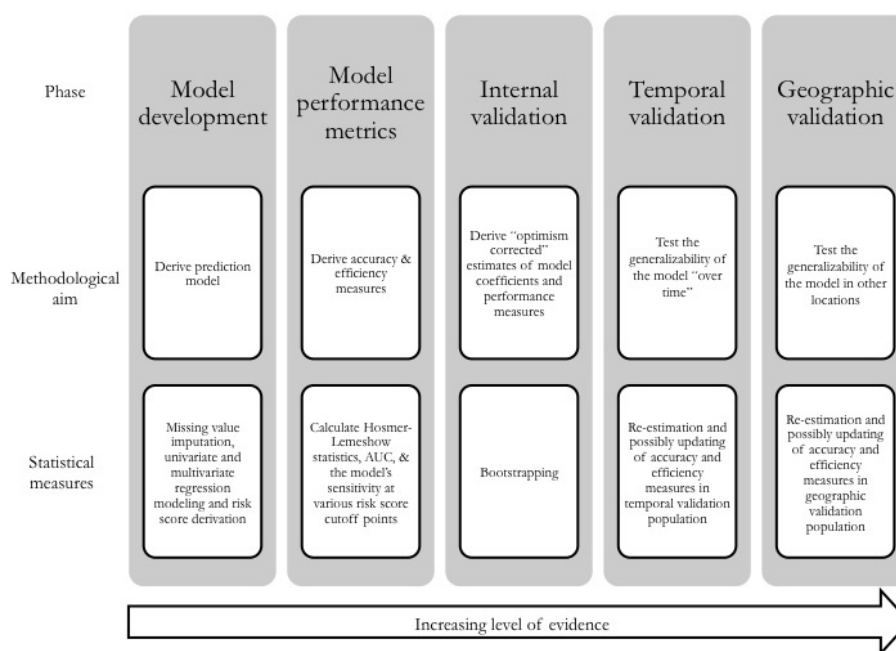 Phase
Model
development
Model
performance
metrics
Internal
validation
Temporal
validation
Geographic
validation
Methodological
aim
Derive prediction
model
Derive accuracy &
efficiency
measures
Derive “optimism
corrected”
estimates of model
coefficients and
performance
measures
Test the
generalizability of
the model “over
time”
Test the
generalizability of
the model in other
locations
Statistical
measures
Missing value
imputation,
univariate and
multivariate
regression
modeling and risk
score derivation
Calculate Hosmer-
Lemeshow
statistics, AUC, &
the model’s
sensitivity at
various risk score
cutoff points
Bootstrapping
Re-estimation and
possibly updating
of accuracy and
efficiency
measures in
temporal validation
population
Re-estimation and
possibly updating
of accuracy and
efficiency
measures in
geographic
validation
population
Increasing level of evidence